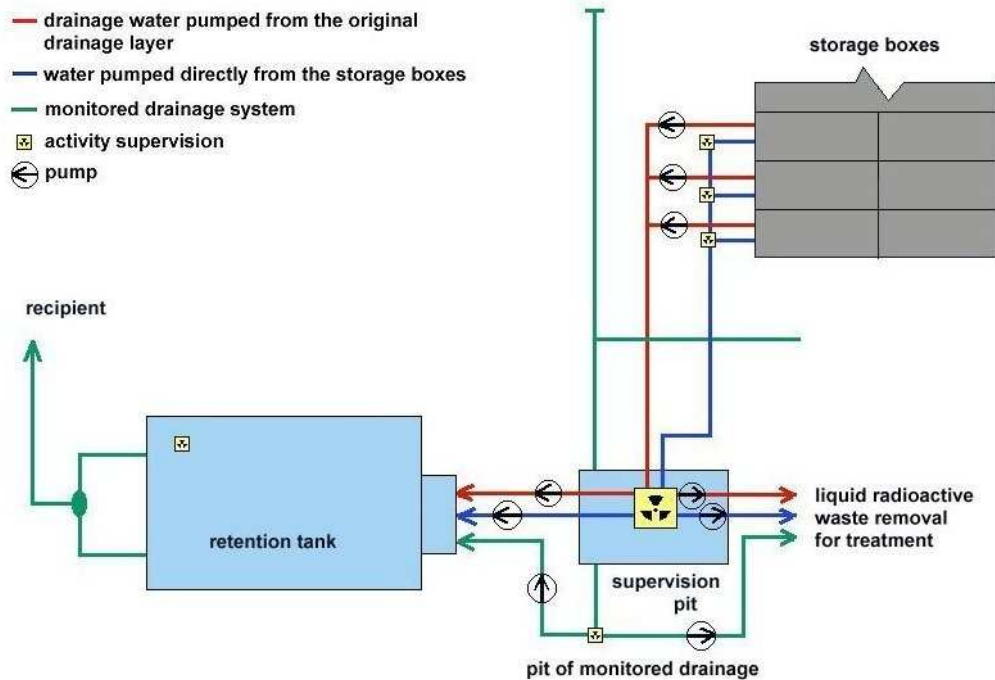 drainage water pumped from the original
drainage layer
water pumped directly from the storage boxes
monitored drainage system
activity supervision
pump
storage boxes
recipient
retention tank
liquid radioactive
waste removal
for treatment
supervision
pit
pit of monitored drainage